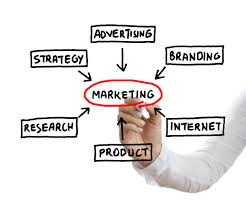 ADVERTISING
STRATEGY
BRANDING
MARKETING
RESEARCH
INTERNET
PRODUCT